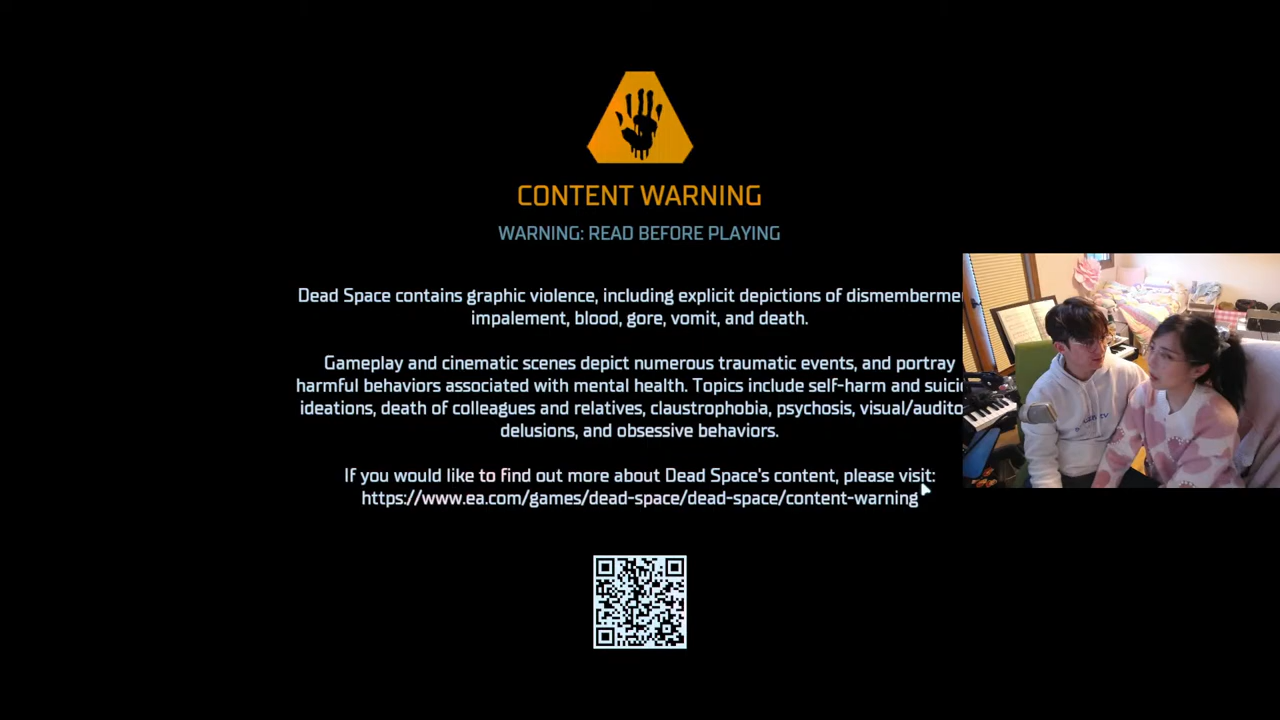 CONTENT WARNING
WARNING: READ BEFORE PLAYING
Dead Space contains graphic violence, including explicit depictions of
impalement, blood, gore, vomit, and death.
Gameplay and cinematic scenes depict numerous traumatic events, and portray
harmful behaviors associated with mental health. Topics include self-harm and
ideations, death of colleagues and relatives, claustrophobia, psychosis,
delusions, and obsessive behaviors.
If you would like to find out more about Dead Space's content, please visit:
https://www.ea.com/games/dead-space/dead-space/content-warning